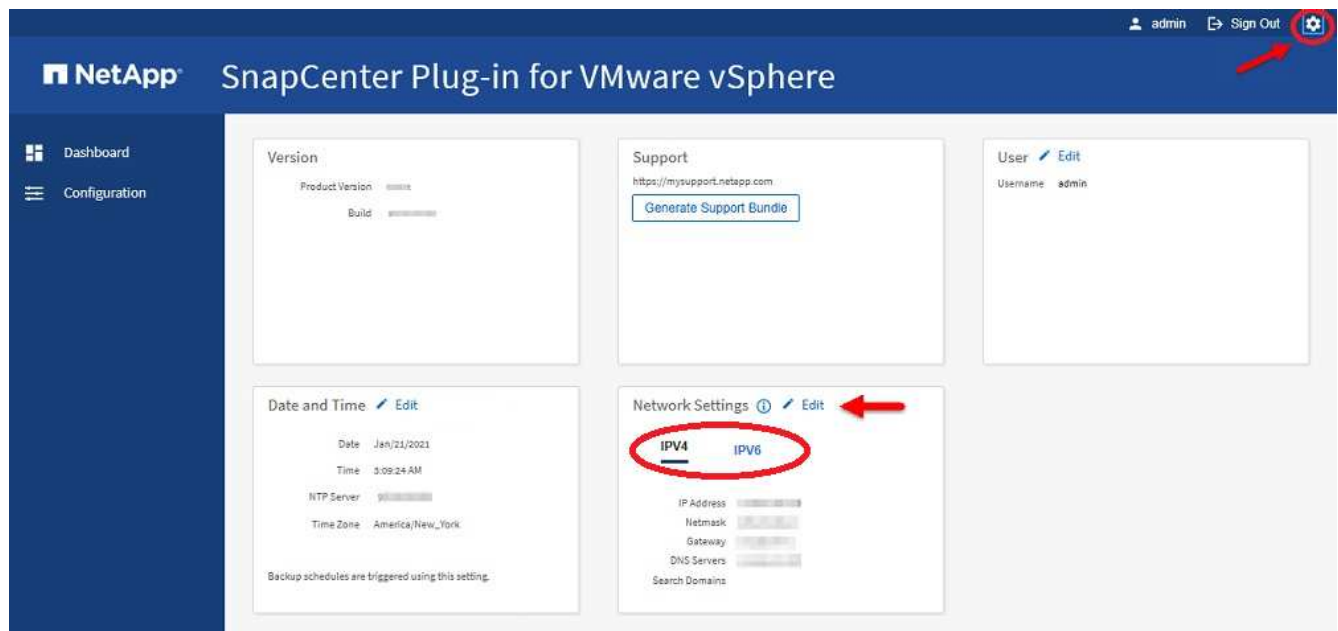 admin Sign Out
NetApp SnapCenter Plug-in for VMware vSphere
Dashboard
Configuration
Version
Product Version
Build
Support
https://mysupport.netapp.com
Generate Support Bundle
User Edit
Username admin
Date and Time Edit
Date Jan/21/2021
Time 3:09:24 AM
NTP Server
Time Zone America/New_York
Backup schedules are triggered using this setting.
Network Settings Edit
IPV4 IPV6
IP Address
Netmask
Gateway
DNS Servers
Search Domains